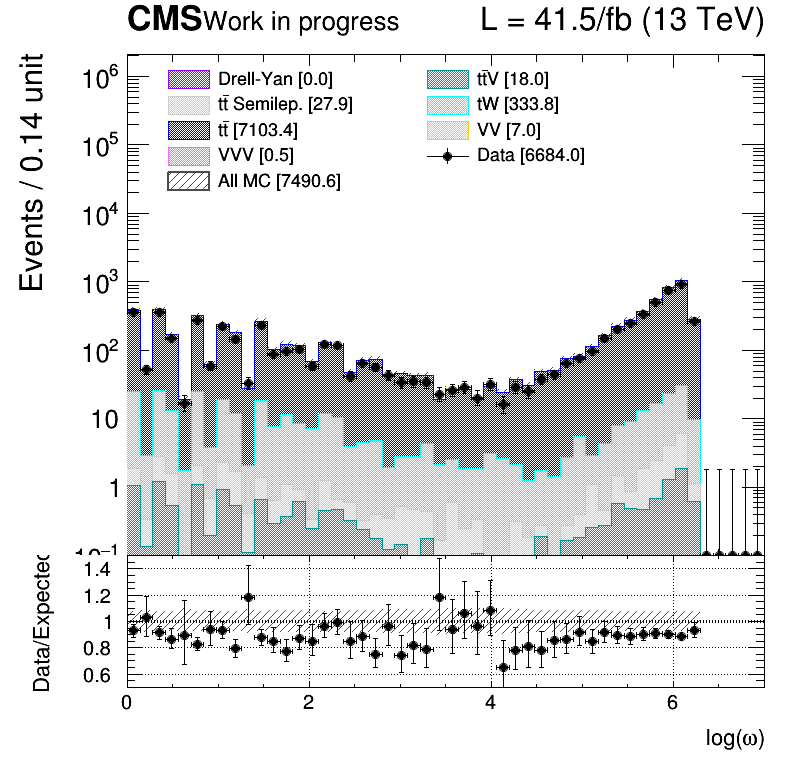 CMS Work in progress L = 41.5/fb (13 TeV)
Events / 0.14 unit
Drell-Yan [0.0]
tt̄ Semilep. [27.9]
tt̄ [7103.4]
VVV [0.5]
All MC [7490.6]
tt̄V [18.0]
tW [333.8]
VV [7.0]
Data [6684.0]
10⁶
10⁵
10⁴
10³
10²
10
1
10⁻¹
Data/Expected
1.4
1.2
1
0.8
0.6
0 2 4 6
log(ω)